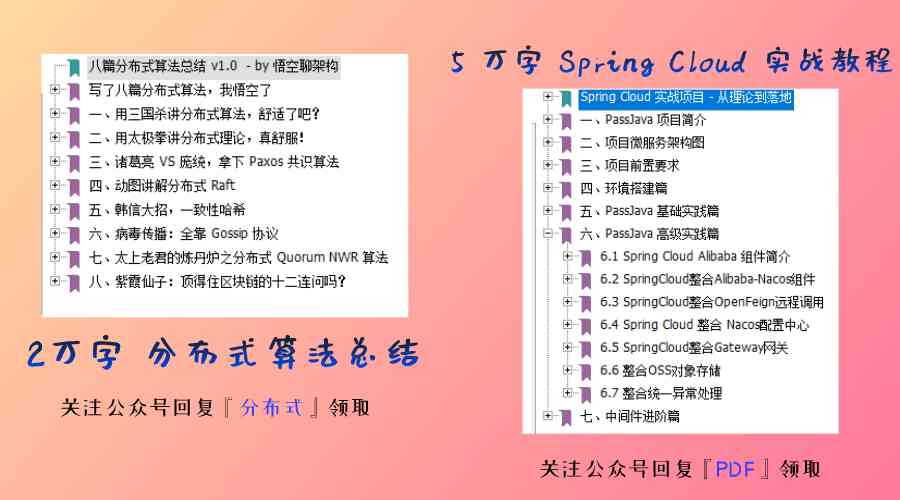 八篇分布式算法总结 v1.0 - by 悟空聊架构
写了八篇分布式算法，我悟空了
一、用三国杀讲分布式算法，舒适了吧？
二、用太极拳讲分布式理论，真舒服！
三、诸葛亮 VS 庞统，拿下 Paxos 共识算法
四、动图讲解分布式 Raft
五、韩信大招，一致性哈希
六、病毒传播：全靠 Gossip 协议
七、太上老君的炼丹炉之分布式 Quorum NWR 算法
八、紫霞仙子：顶得住区块链的十二连问吗？
2万字 分布式算法总结
关注公众号回复『分布式』领取
5 万字 Spring Cloud 实战教程
Spring Cloud 实战项目 - 从理论到落地
一、PassJava 项目简介
二、项目微服务架构图
三、项目前置要求
四、环境搭建篇
五、PassJava 基础实践篇
六、PassJava 高级实践篇
6.1 Spring Cloud Alibaba 组件简介
6.2 SpringCloud整合Alibaba-Nacos组件
6.3 SpringCloud整合OpenFeign远程调用
6.4 Spring Cloud 整合 Nacos配置中心
6.5 SpringCloud整合Gateway网关
6.6 整合OSS对象存储
6.7 整合统一异常处理
七、中间件进阶篇
关注公众号回复『PDF』领取